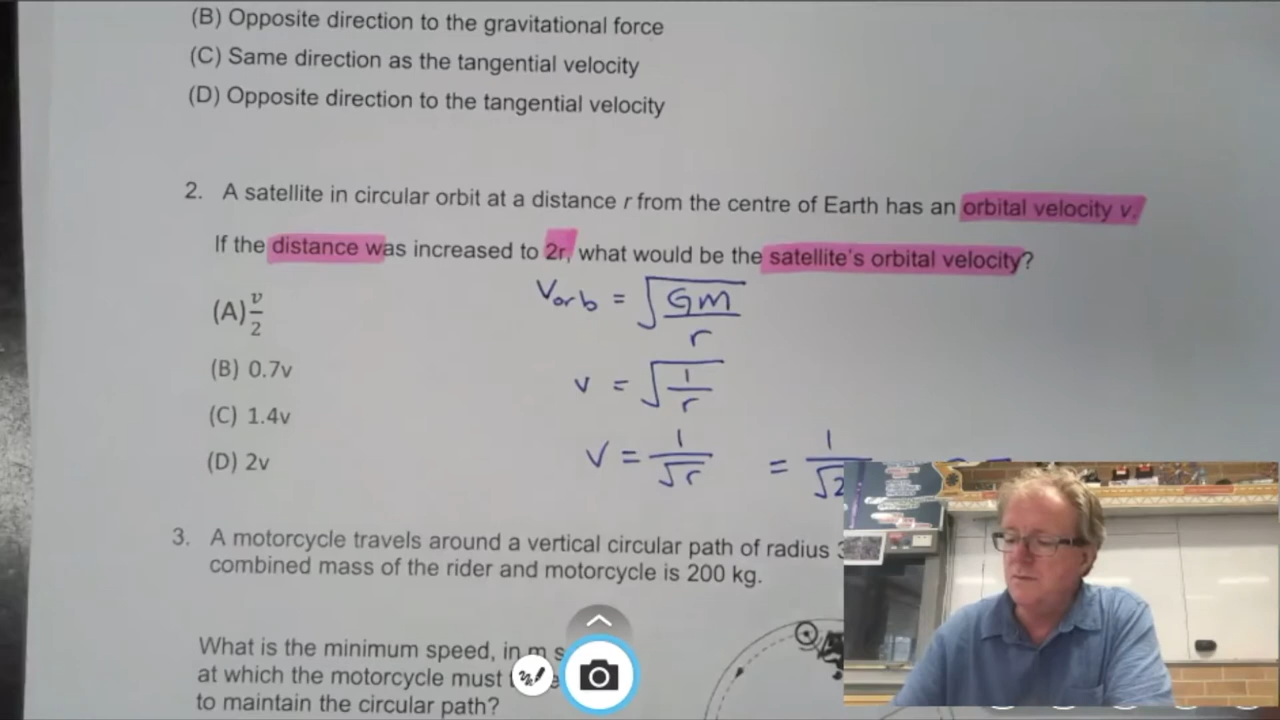 (B) Opposite direction to the gravitational force
(C) Same direction as the tangential velocity
(D) Opposite direction to the tangential velocity
2. A satellite in circular orbit at a distance r from the centre of Earth has an orbital velocity v.
If the distance was increased to 2r, what would be the satellite's orbital velocity?
(A) v/2
(B) 0.7v
(C) 1.4v
(D) 2v
Vorb = √GM/r
v = √1/r
v = 1/√r = 1/√2
3. A motorcycle travels around a vertical circular path of radius
combined mass of the rider and motorcycle is 200 kg.
What is the minimum speed, in m s
at which the motorcycle must
to maintain the circular path?